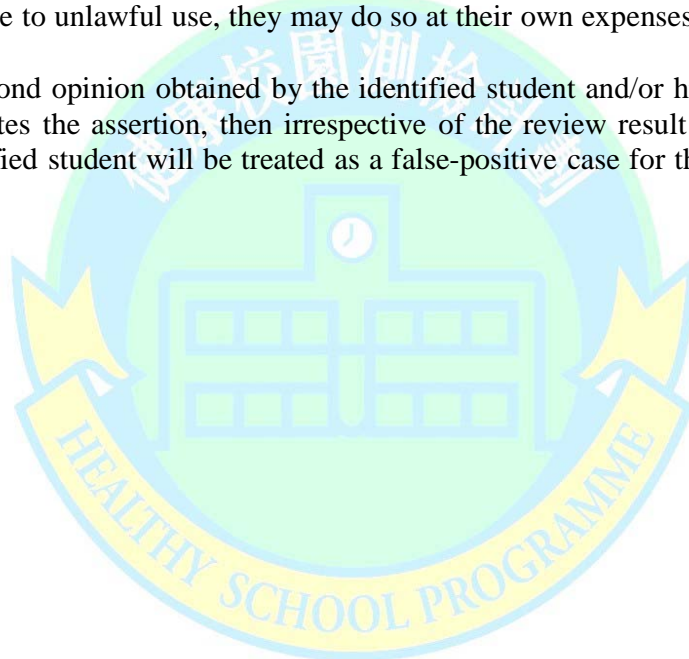 e to unlawful use, they may do so at their own expenses
ond opinion obtained by the identified student and/or h
tes the assertion, then irrespective of the review result
fied student will be treated as a false-positive case for th
健康校園測檢計劃
HEALTHY SCHOOL PROGRAMME